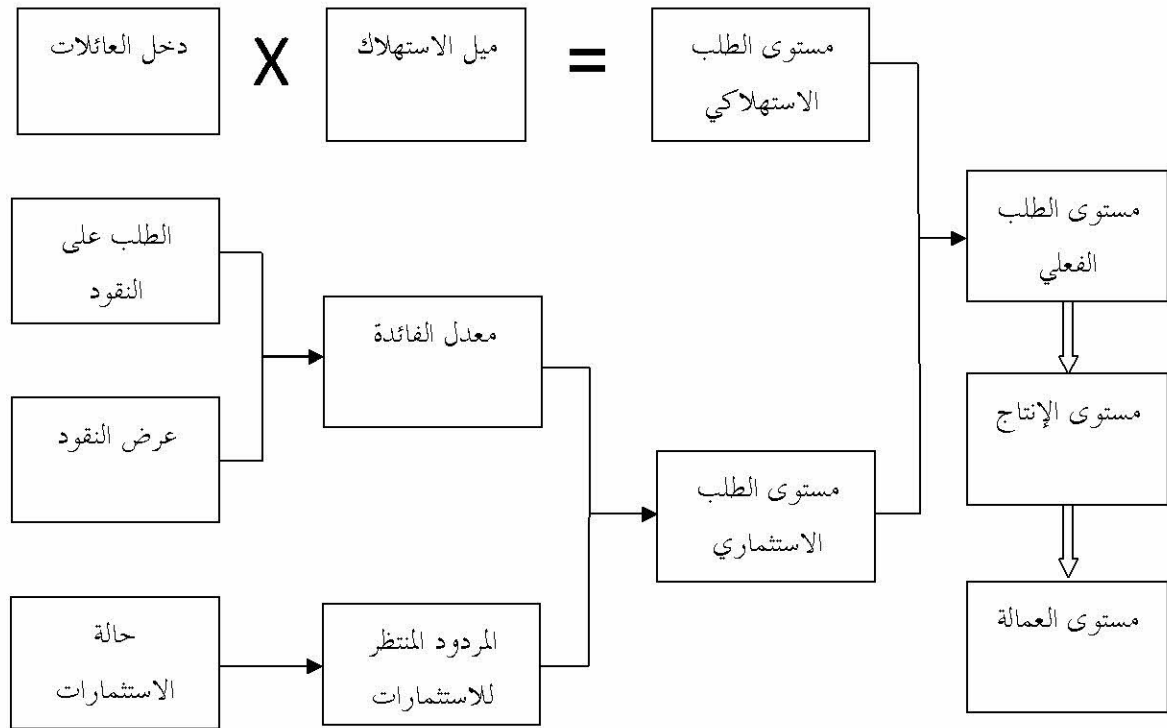 دخل العائلات
X
ميل الاستهلاك
=
مستوى الطلب
الاستهلاكي
الطلب على
النقود
عرض النقود
معدل الفائدة
حالة
الاستثمارات
المردود المنتظر
للاستثمارات
مستوى الطلب
الاستثماري
مستوى الطلب
الفعلي
مستوى الإنتاج
مستوى العمالة